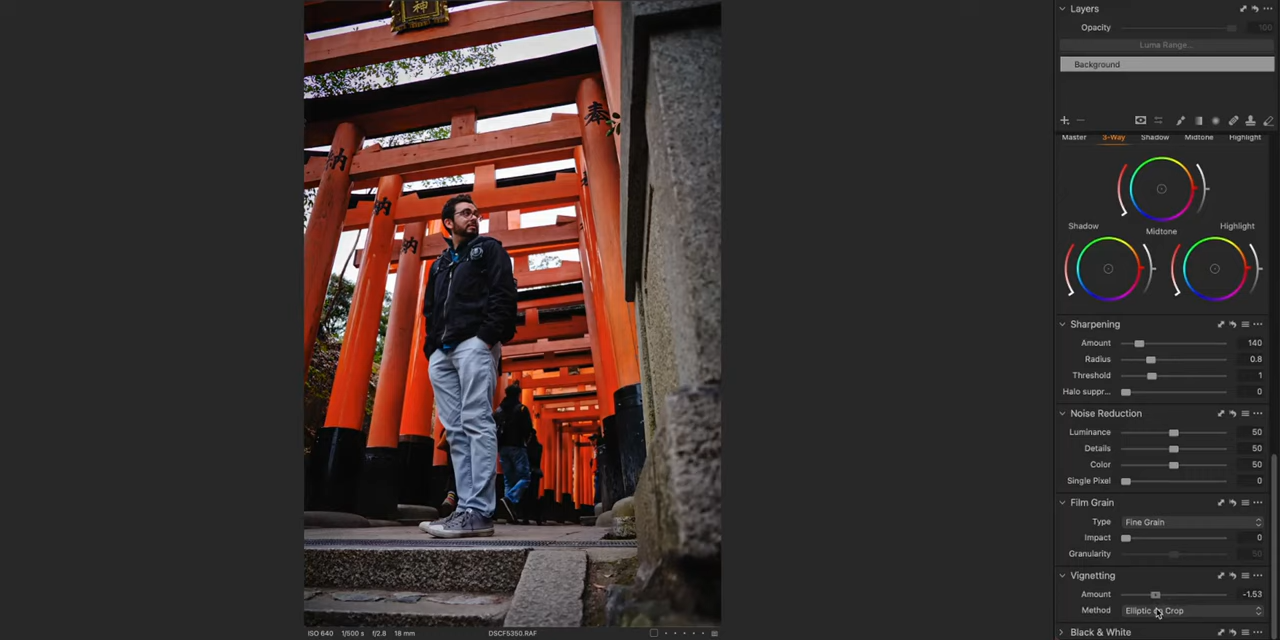 神
奉
納
納
納
ISO 640 1/500 s f/2.8 18 mm
DSCF5350.RAF
Layers
Opacity 100
Luma Range...
Background
Master 3-Way Shadow Midtone Highlight
Shadow Midtone Highlight
Sharpening
Amount 140
Radius 0.8
Threshold 1
Halo suppr... 0
Noise Reduction
Luminance 50
Details 50
Color 50
Single Pixel 0
Film Grain
Type Fine Grain
Impact 0
Granularity 50
Vignetting
Amount -1.53
Method Elliptic on Crop
Black & White